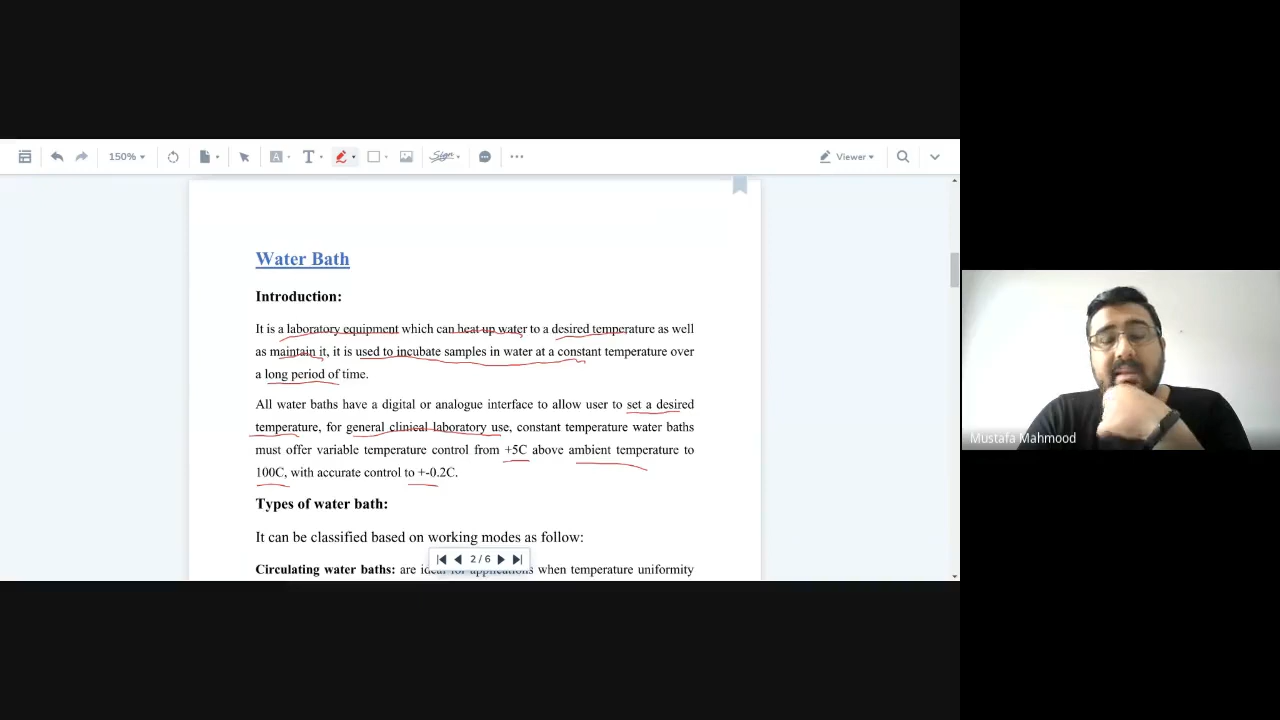 150%
Sign
Viewer
Water Bath
Introduction:
It is a laboratory equipment which can heat up water to a desired temperature as well
as maintain it, it is used to incubate samples in water at a constant temperature over
a long period of time.
All water baths have a digital or analogue interface to allow user to set a desired
temperature, for general clinical laboratory use, constant temperature water baths
must offer variable temperature control from +5C above ambient temperature to
100C, with accurate control to +-0.2C.
Types of water bath:
It can be classified based on working modes as follow:
2 / 6
Circulating water baths: are ideal for applications when temperature uniformity
Mustafa Mahmood